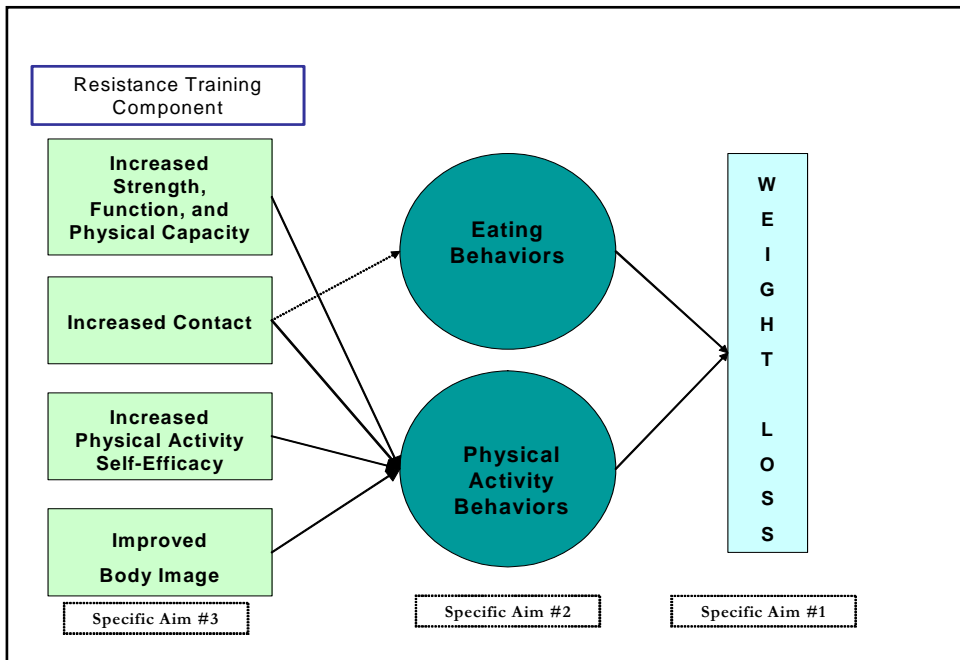 Resistance Training
Component
Increased
Strength,
Function, and
Physical Capacity
Increased Contact
Increased
Physical Activity
Self-Efficacy
Improved
Body Image
Specific Aim #3
Eating
Behaviors
Physical
Activity
Behaviors
Specific Aim #2
W
E
I
G
H
T
L
O
S
S
Specific Aim #1